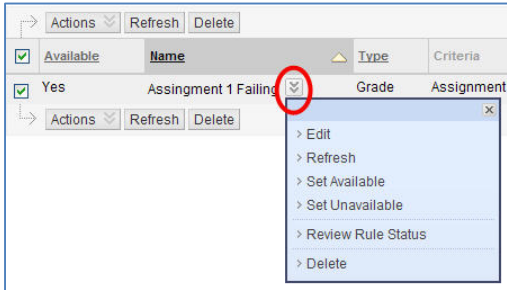 Actions Refresh Delete
Available Name Type Criteria
Yes Assingment 1 Failing Grade Assignment
Actions Refresh Delete
> Edit
> Refresh
> Set Available
> Set Unavailable
> Review Rule Status
> Delete